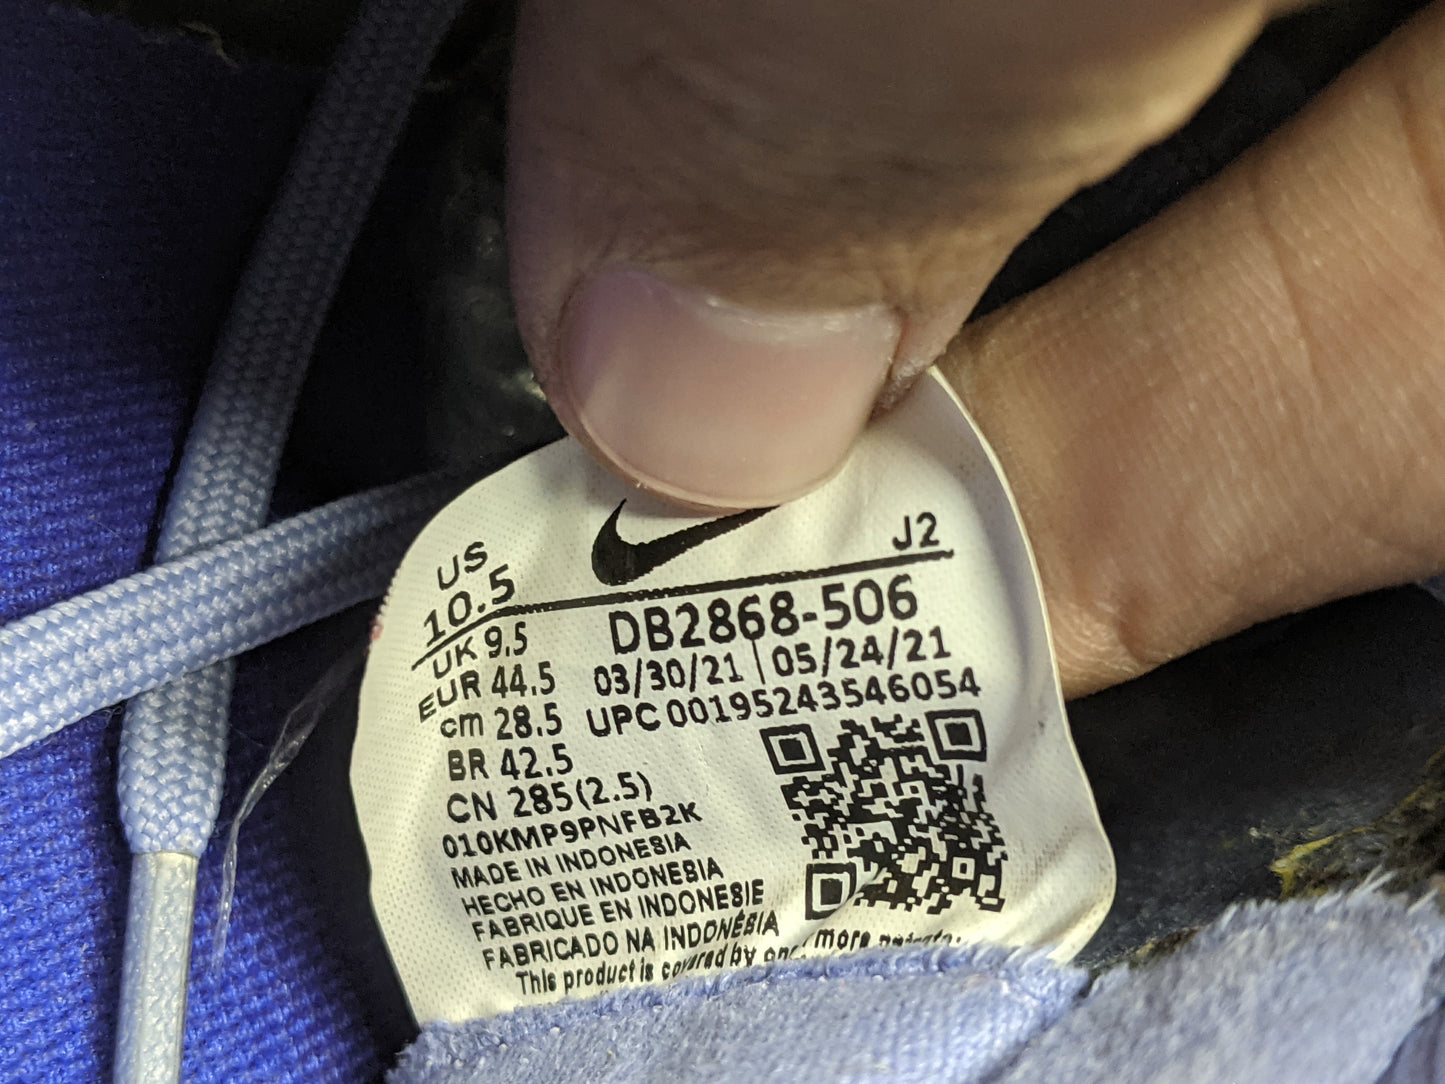 US
10.5
J2
UK 9.5
DB2868-506
EUR 44.5
03/30/21 | 05/24/21
cm 28.5
UPC 00195243546054
BR 42.5
CN 285(2.5)
010KMP9PNFB2K
MADE IN INDONESIA
HECHO EN INDONESIA
FABRIQUE EN INDONESIE
FABRICADO NA INDONÉSIA
This product is covered by one more